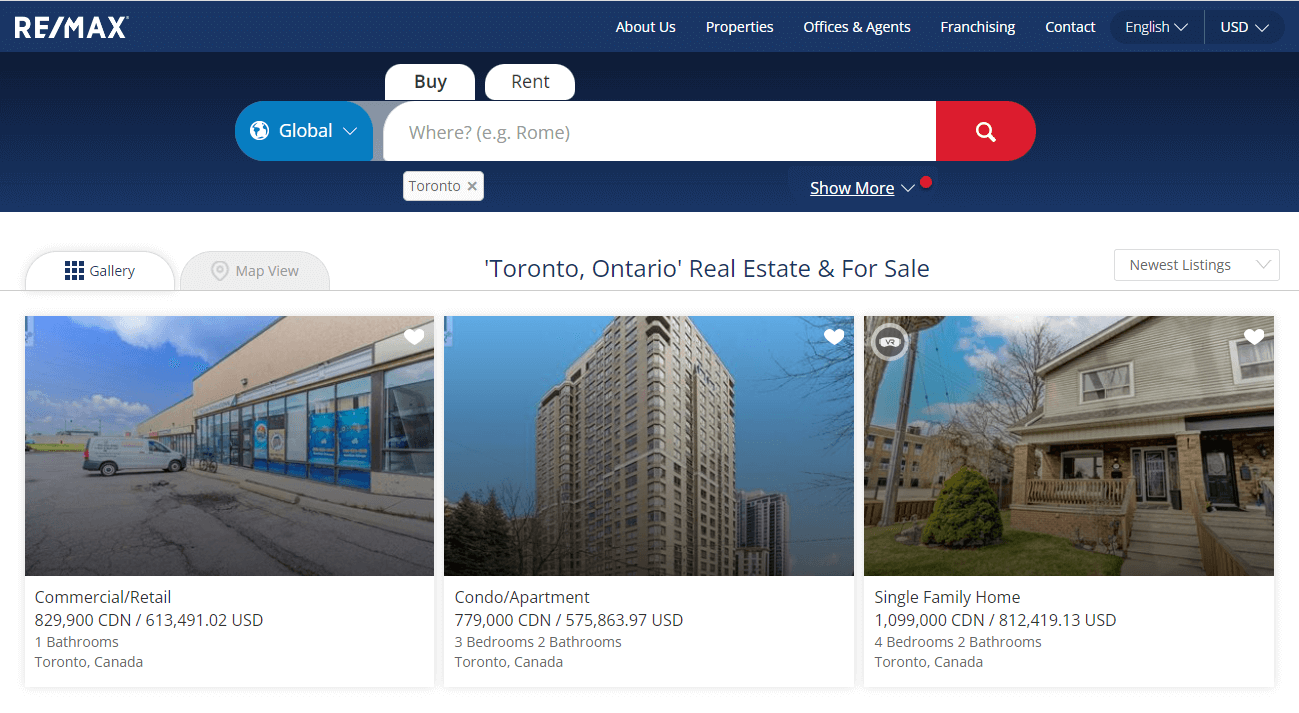 RE/MAX
About Us Properties Offices & Agents Franchising Contact English USD
Buy Rent
Global Where? (e.g. Rome)
Toronto
Show More
Gallery Map View 'Toronto, Ontario' Real Estate & For Sale Newest Listings
VR
Commercial/Retail
829,900 CDN / 613,491.02 USD
1 Bathrooms
Toronto, Canada
Condo/Apartment
779,000 CDN / 575,863.97 USD
3 Bedrooms 2 Bathrooms
Toronto, Canada
Single Family Home
1,099,000 CDN / 812,419.13 USD
4 Bedrooms 2 Bathrooms
Toronto, Canada